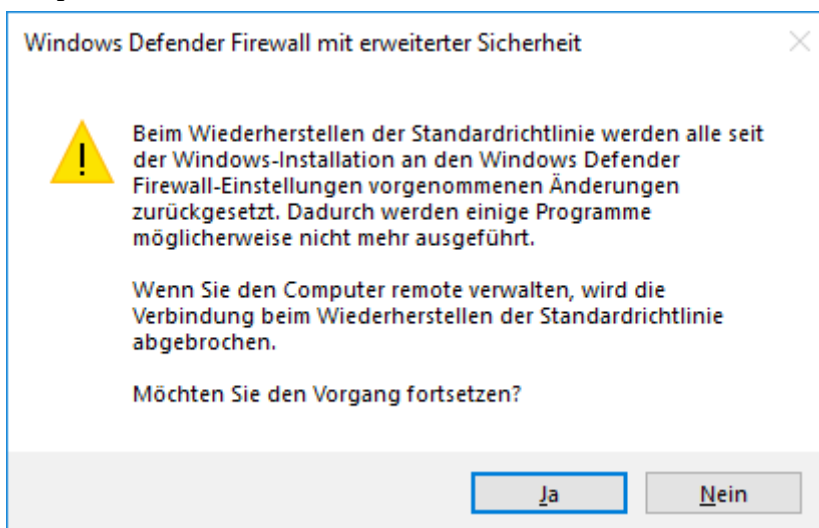 Windows Defender Firewall mit erweiterter Sicherheit
Beim Wiederherstellen der Standardrichtlinie werden alle seit
der Windows-Installation an den Windows Defender
Firewall-Einstellungen vorgenommenen Änderungen
zurückgesetzt. Dadurch werden einige Programme
möglicherweise nicht mehr ausgeführt.
Wenn Sie den Computer remote verwalten, wird die
Verbindung beim Wiederherstellen der Standardrichtlinie
abgebrochen.
Möchten Sie den Vorgang fortsetzen?
Ja
Nein